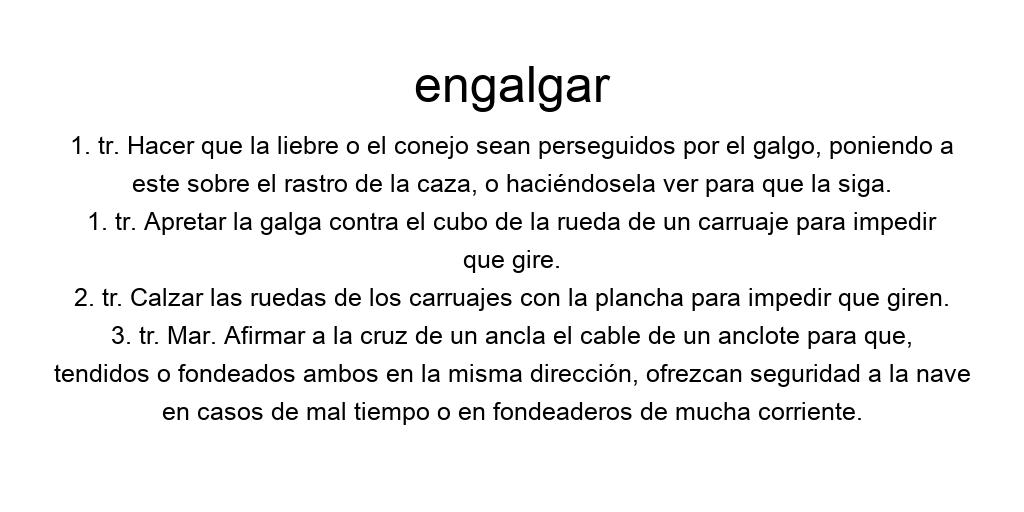 engalgar
1. tr. Hacer que la liebre o el conejo sean perseguidos por el galgo, poniendo a
este sobre el rastro de la caza, o haciéndosela ver para que la siga.
1. tr. Apretar la galga contra el cubo de la rueda de un carruaje para impedir
que gire.
2. tr. Calzar las ruedas de los carruajes con la plancha para impedir que giren.
3. tr. Mar. Afirmar a la cruz de un ancla el cable de un anclote para que,
tendidos o fondeados ambos en la misma dirección, ofrezcan seguridad a la nave
en casos de mal tiempo o en fondeaderos de mucha corriente.